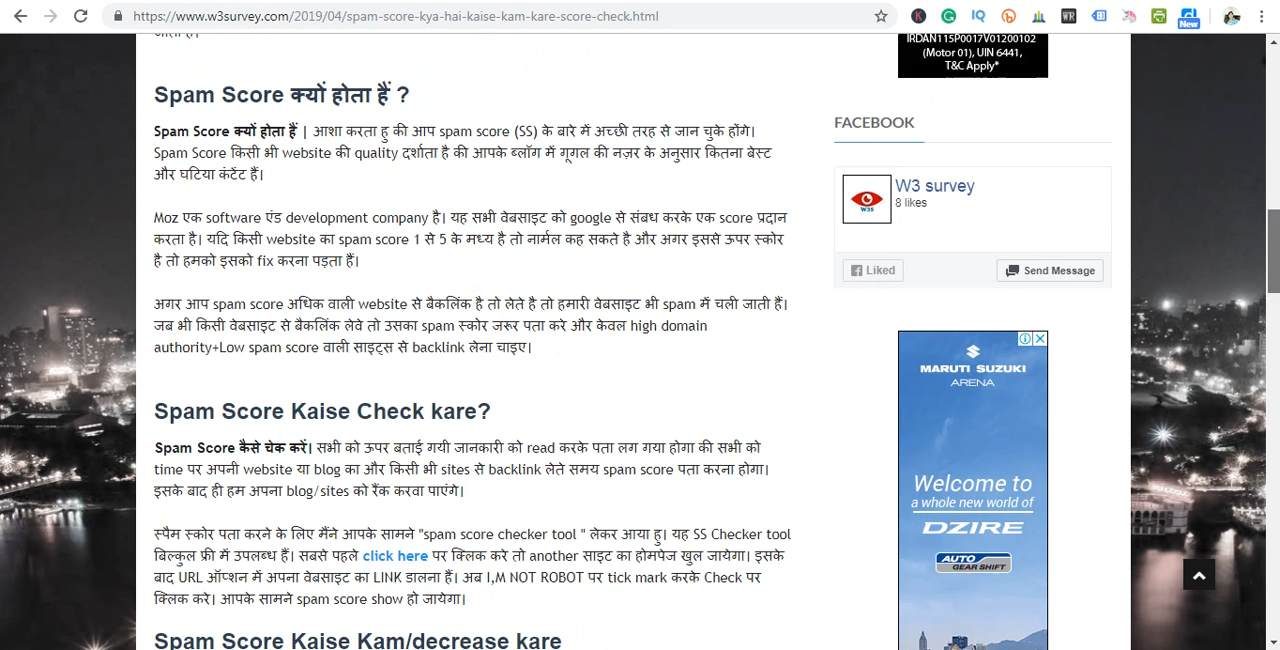 https://www.w3survey.com/2019/04/spam-score-kya-hai-kaise-kam-kare-score-check.html
New
Spam Score क्यों होता हैं ?
Spam Score क्यों होता हैं | आशा करता हु की आप spam score (SS) के बारे में अच्छी तरह से जान चुके होंगे।
Spam Score किसी भी website की quality दर्शाता है की आपके ब्लॉग में गूगल की नज़र के अनुसार कितना बेस्ट
और घटिया कंटेंट हैं।
Moz एक software एंड development company है। यह सभी वेबसाइट को google से संबध करके एक score प्रदान
करता है। यदि किसी website का spam score 1 से 5 के मध्य है तो नार्मल कह सकते है और अगर इससे ऊपर स्कोर
है तो हमको इसको fix करना पड़ता हैं।
अगर आप spam score अधिक वाली website से बैकलिंक है तो लेते है तो हमारी वेबसाइट भी spam में चली जाती हैं।
जब भी किसी वेबसाइट से बैकलिंक लेवे तो उसका spam स्कोर जरूर पता करे और केवल high domain
authority+Low spam score वाली साइट्स से backlink लेना चाइए।
Spam Score Kaise Check kare?
Spam Score कैसे चेक करें| सभी को ऊपर बताई गयी जानकारी को read करके पता लग गया होगा की सभी को
time पर अपनी website या blog का और किसी भी sites से backlink लेते समय spam score पता करना होगा।
इसके बाद ही हम अपना blog/sites को रैंक करवा पाएंगे।
स्पैम स्कोर पता करने के लिए मैंने आपके सामने "spam score checker tool " लेकर आया हु। यह SS Checker tool
बिल्कुल फ्री में उपलब्ध हैं। सबसे पहले click here पर क्लिक करे तो another साइट का होमपेज खुल जायेगा। इसके
बाद URL ऑप्शन में अपना वेबसाइट का LINK डालना हैं। अब I,M NOT ROBOT पर tick mark करके Check पर
क्लिक करे। आपके सामने spam score show हो जायेगा।
Spam Score Kaise Kam/decrease kare
IRDAN115P0017V01200102
(Motor 01), UIN 6441,
T&C Apply*
FACEBOOK
W3S
W3 survey
8 likes
Liked
Send Message
MARUTI SUZUKI
ARENA
Welcome to
a whole new world of
DZIRE
AUTO
GEAR SHIFT